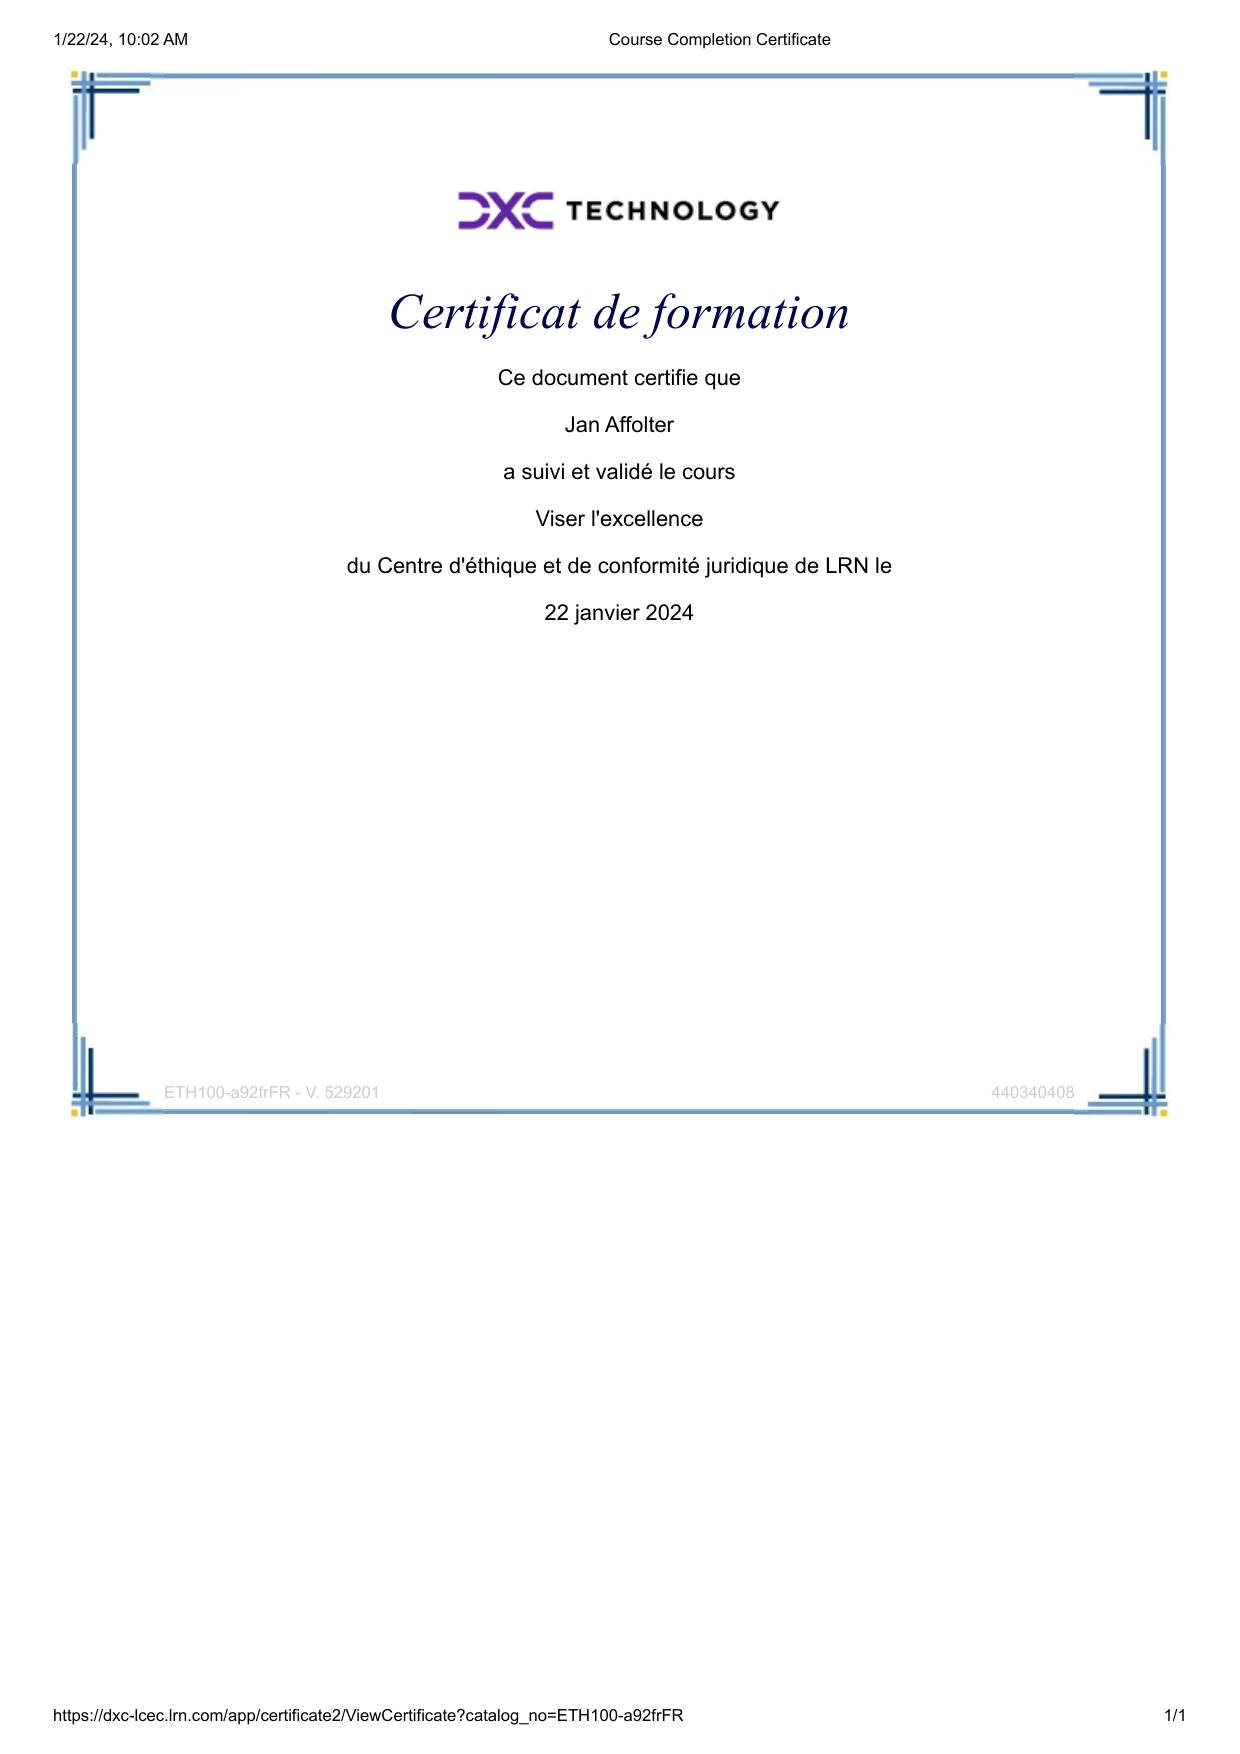 1/22/24, 10:02 AM
Course Completion Certificate
DXC TECHNOLOGY
Certificat de formation
Ce document certifie que
Jan Affolter
a suivi et validé le cours
Viser l'excellence
du Centre d'éthique et de conformité juridique de LRN le
22 janvier 2024
ETH100-a92frFR - V. 529201
440340408
https://dxc-lcec.lrn.com/app/certificate2/ViewCertificate?catalog_no=ETH100-a92frFR
1/1